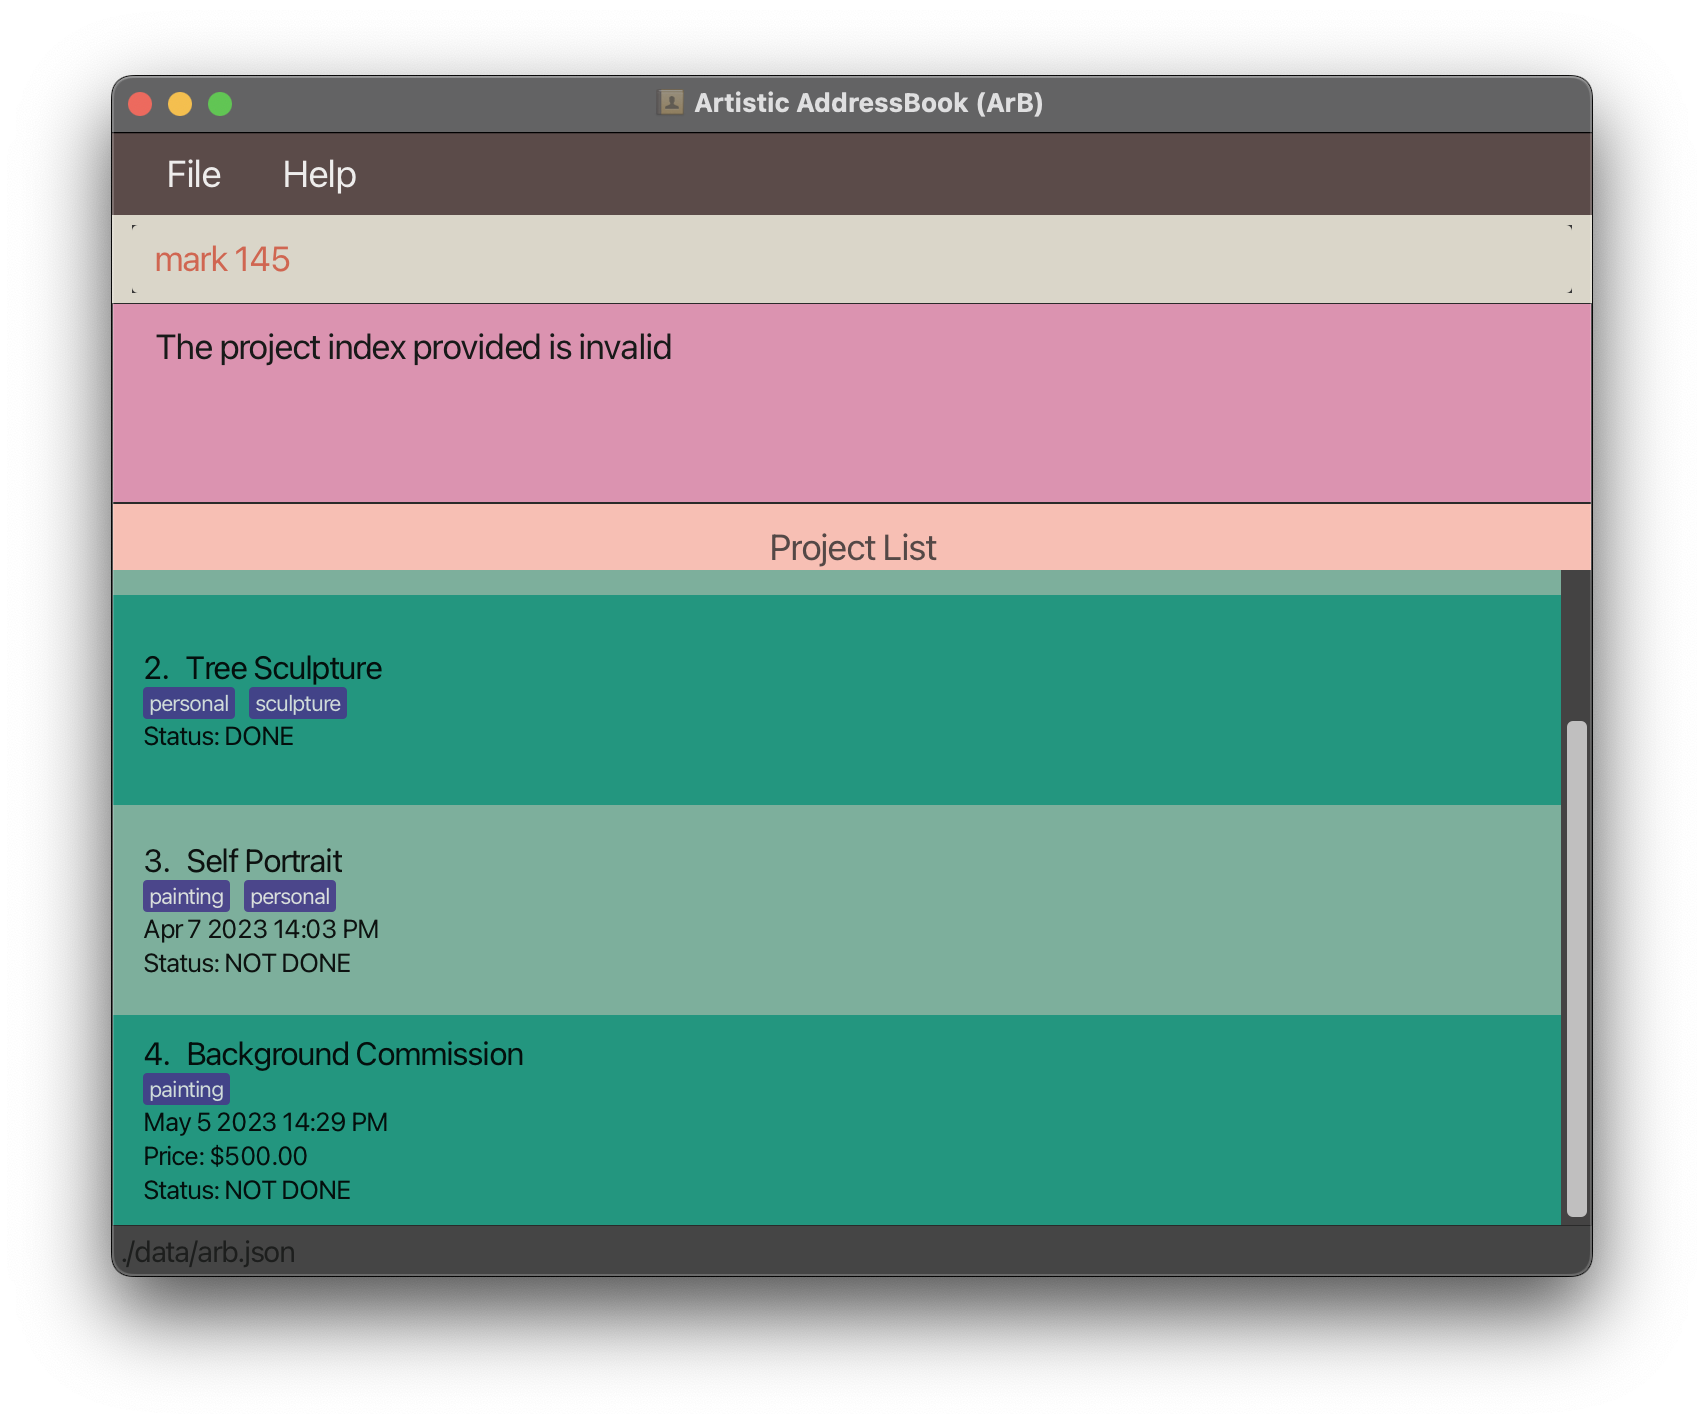 Artistic AddressBook (ArB)
File Help
mark 145
The project index provided is invalid
Project List
2. Tree Sculpture
personal sculpture
Status: DONE
3. Self Portrait
painting personal
Apr 7 2023 14:03 PM
Status: NOT DONE
4. Background Commission
painting
May 5 2023 14:29 PM
Price: $500.00
Status: NOT DONE
./data/arb.json